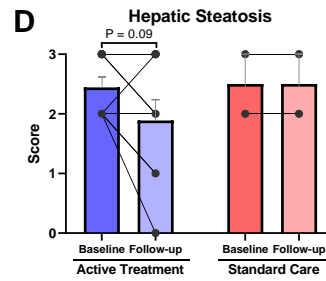 D
Hepatic Steatosis
P = 0.09
3
2
1
0
Score
Baseline Follow-up Baseline Follow-up
Active Treatment Standard Care